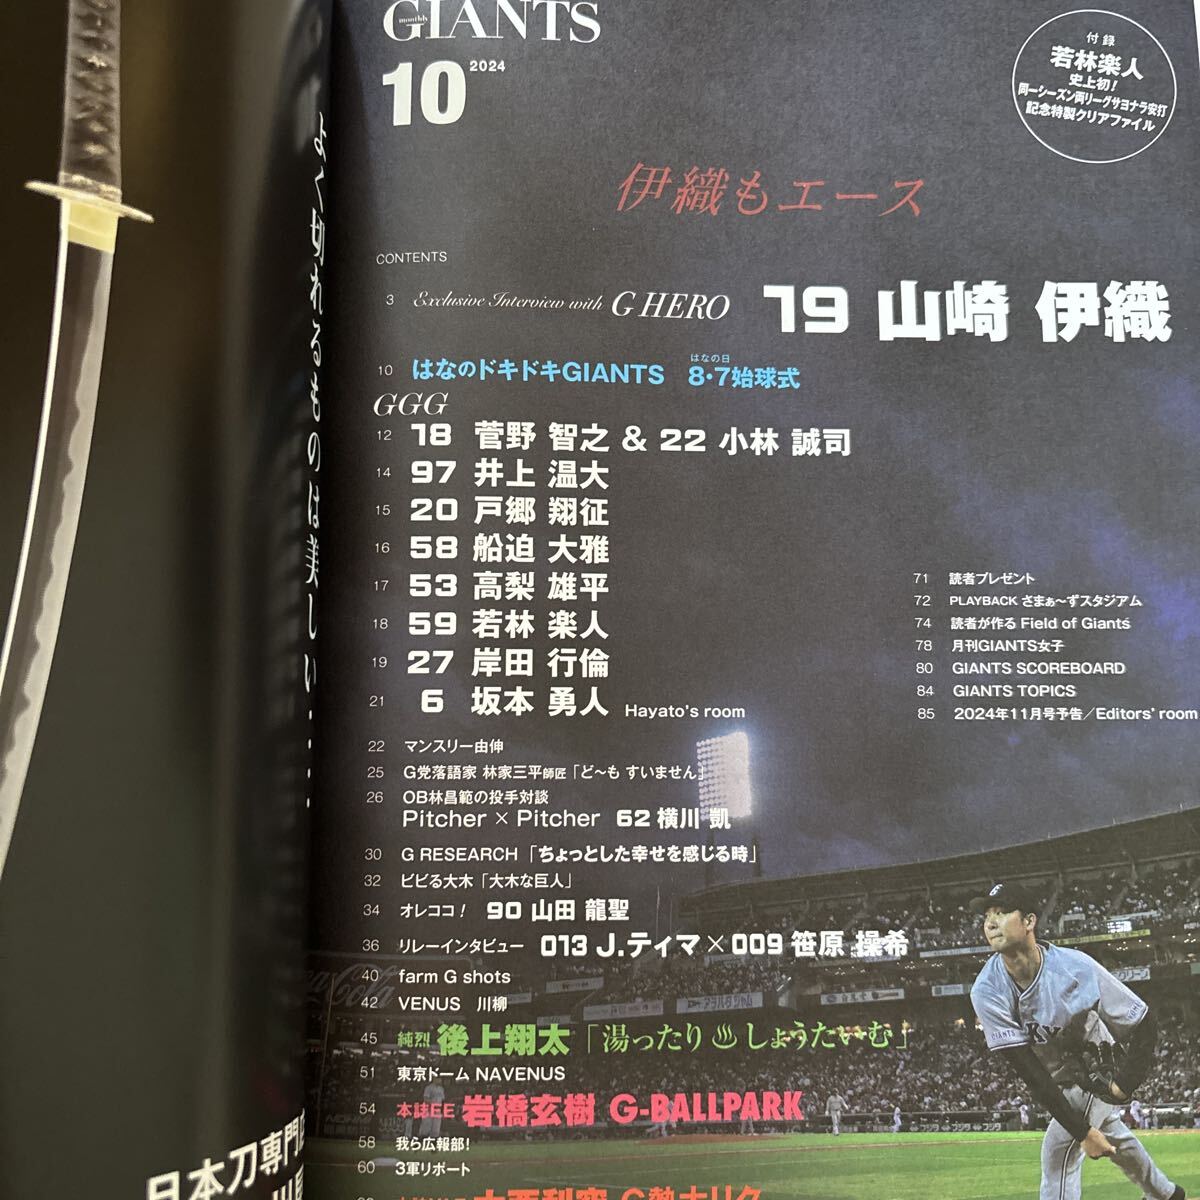 よく切れるものは美しい・・・・
日本刀専門店
monthly
GIANTS
10 2024
付録
若林楽人
史上初!
同一シーズン両リーグサヨナラ安打
記念特製クリアファイル
伊織もエース
CONTENTS
3 Exclusive Interview with G HERO 19 山﨑 伊織
はなの日
10 はなのドキドキGIANTS 8・7始球式
GGG
12 18 菅野 智之 & 22 小林 誠司
14 97 井上 温大
15 20 戸郷 翔征
16 58 船迫 大雅
17 53 高梨 雄平
18 59 若林 楽人
19 27 岸田 行倫
21 6 坂本 勇人 Hayato's room
22 マンスリー由伸
25 G党落語家 林家三平師匠「ど〜も すいません」
26 OB林昌範の投手対談
Pitcher × Pitcher 62 横川 凱
30 G RESEARCH「ちょっとした幸せを感じる時」
32 ビビる大木「大木な巨人」
34 オレココ! 90 山田 龍聖
36 リレーインタビュー 013 J.ティマ × 009 笹原 操希
40 farm G shots
42 VENUS 川柳
45 純烈 後上翔太「湯ったり♨しょうたいむ」
51 東京ドーム NAVENUS
54 本誌EE 岩橋玄樹 G-BALLPARK
58 我ら広報部!
60 3軍リポート
71 読者プレゼント
72 PLAYBACK さまぁ〜ずスタジアム
74 読者が作る Field of Giants
78 月刊GIANTS女子
80 GIANTS SCOREBOARD
84 GIANTS TOPICS
85 2024年11月号予告/Editors' room